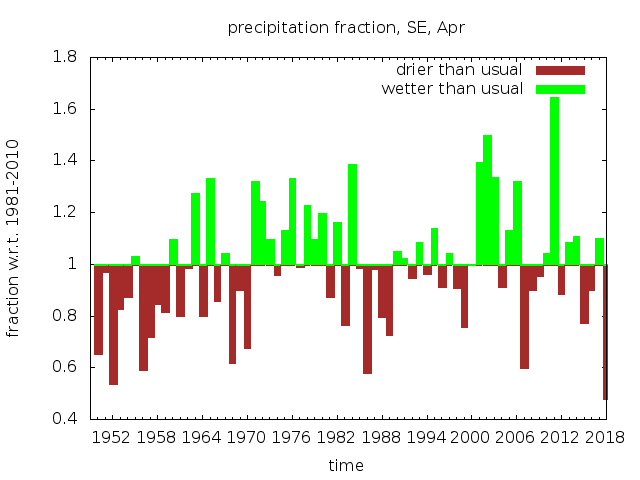 precipitation fraction, SE, Apr
drier than usual
wetter than usual
1.8
1.6
1.4
1.2
1
0.8
0.6
0.4
fraction w.r.t. 1981-2010
1952 1958 1964 1970 1976 1982 1988 1994 2000 2006 2012 2018
time